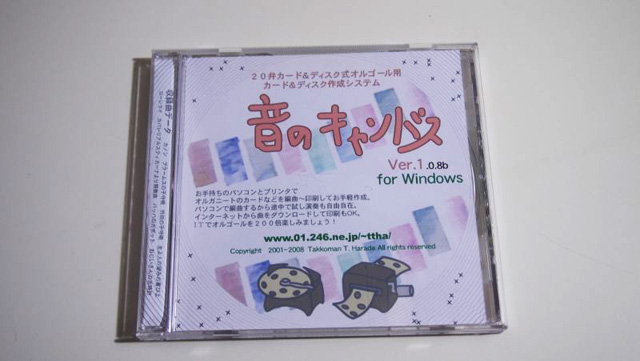 20弁カード&ディスク式オルゴール用
カード&ディスク作成システム
音のキャンバス
Ver.1.0.8b
for Windows
お手持ちのパソコンとプリンタで
オルガニートのカードなどを編曲~印刷してお手軽作成。
パソコンで編曲するから途中で試し演奏も自由自在。
インターネットから曲をダウンロードして印刷もOK。
ITでオルゴールを200倍楽しみましょう!
www.01.246.ne.jp/~ttha/
Copyright 2001-2008 Takkoman T. Harada All rights reserved.
収録曲データ